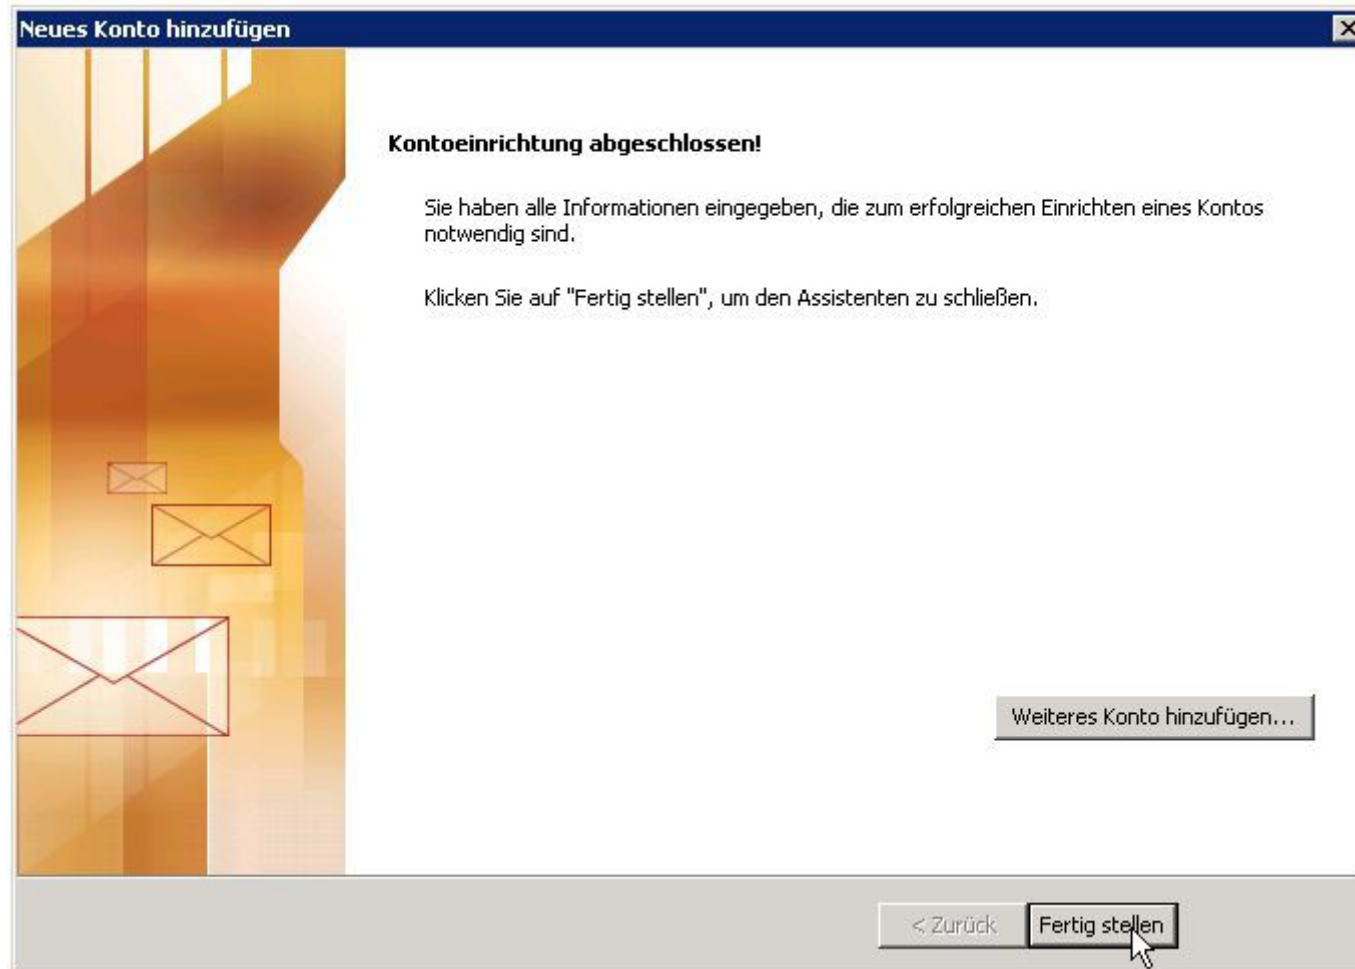 Neues Konto hinzufügen
Kontoeinrichtung abgeschlossen!
Sie haben alle Informationen eingegeben, die zum erfolgreichen Einrichten eines Kontos
notwendig sind.
Klicken Sie auf "Fertig stellen", um den Assistenten zu schließen.
Weiteres Konto hinzufügen...
< Zurück
Fertig stellen